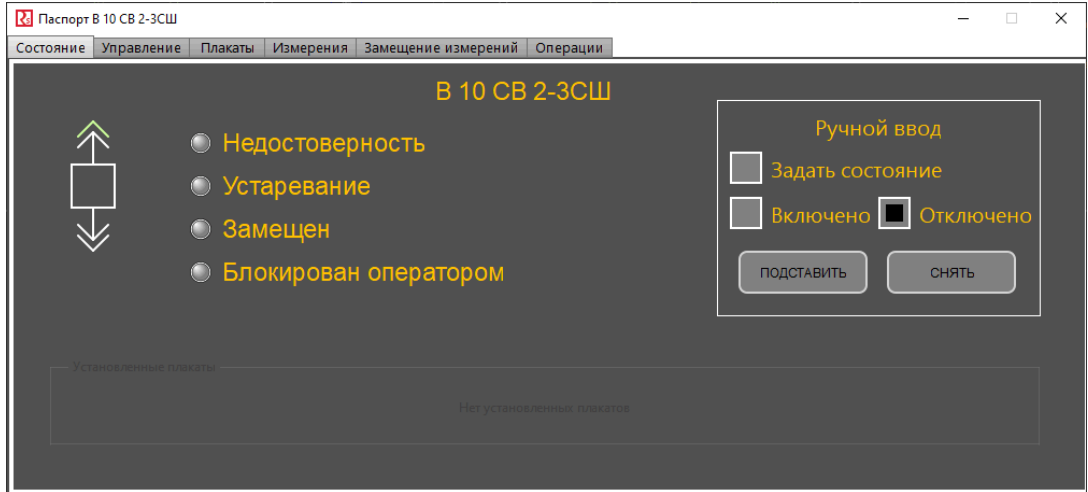 Паспорт В 10 СВ 2-3СШ
Состояние Управление Плакаты Измерения Замещение измерений Операции
В 10 СВ 2-3СШ
Недостоверность
Устаревание
Замещен
Блокирован оператором
Ручной ввод
Задать состояние
Включено Отключено
ПОДСТАВИТЬ СНЯТЬ
Установленные плакаты
Нет установленных плакатов